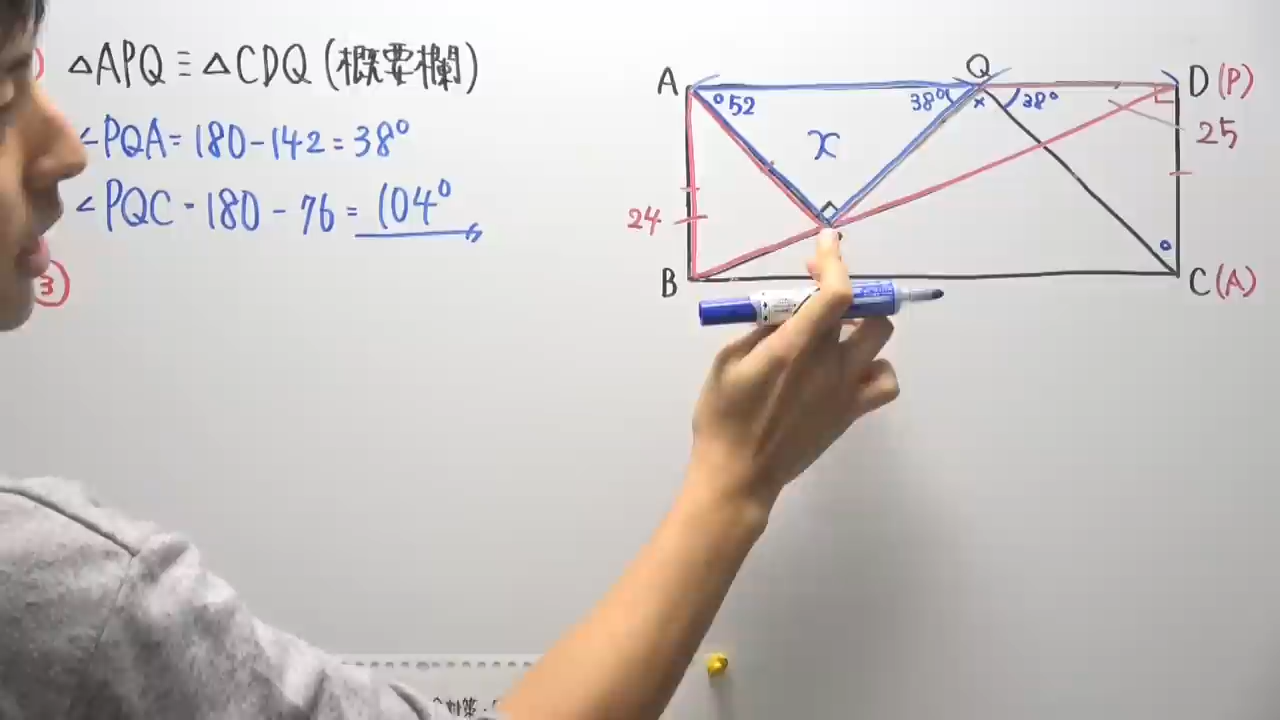 ) △APQ ≡ △CDQ (概要欄)
∠PQA = 180 - 142 = 38°
∠PQC = 180 - 76 = 104°
3
A
Q
D (P)
52
38°
x
38°
25
x
24
B
C (A)